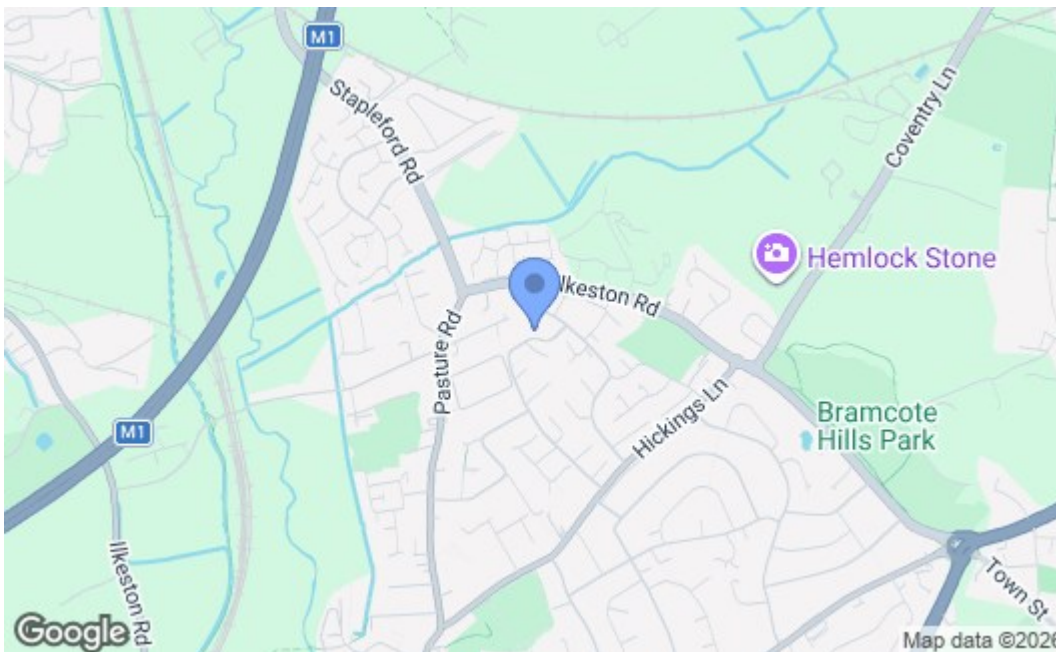 M1
Stapleford Rd
Coventry Ln
Hemlock Stone
lkeston Rd
Pasture Rd
Hickings Ln
Bramcote
Hills Park
M1
Ilkeston Rd
Town St
Google
Map data ©2026